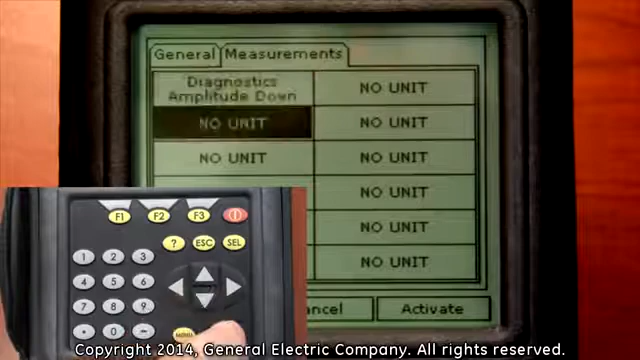 General Measurements
Diagnostics NO UNIT
Amplitude Down
NO UNIT NO UNIT
NO UNIT NO UNIT
NO UNIT
NO UNIT
NO UNIT
ncel Activate
F1 F2 F3
? ESC SEL
1 2 3
4 5 6
7 8 9
0
MENU
Copyright 2014, General Electric Company. All rights reserved.